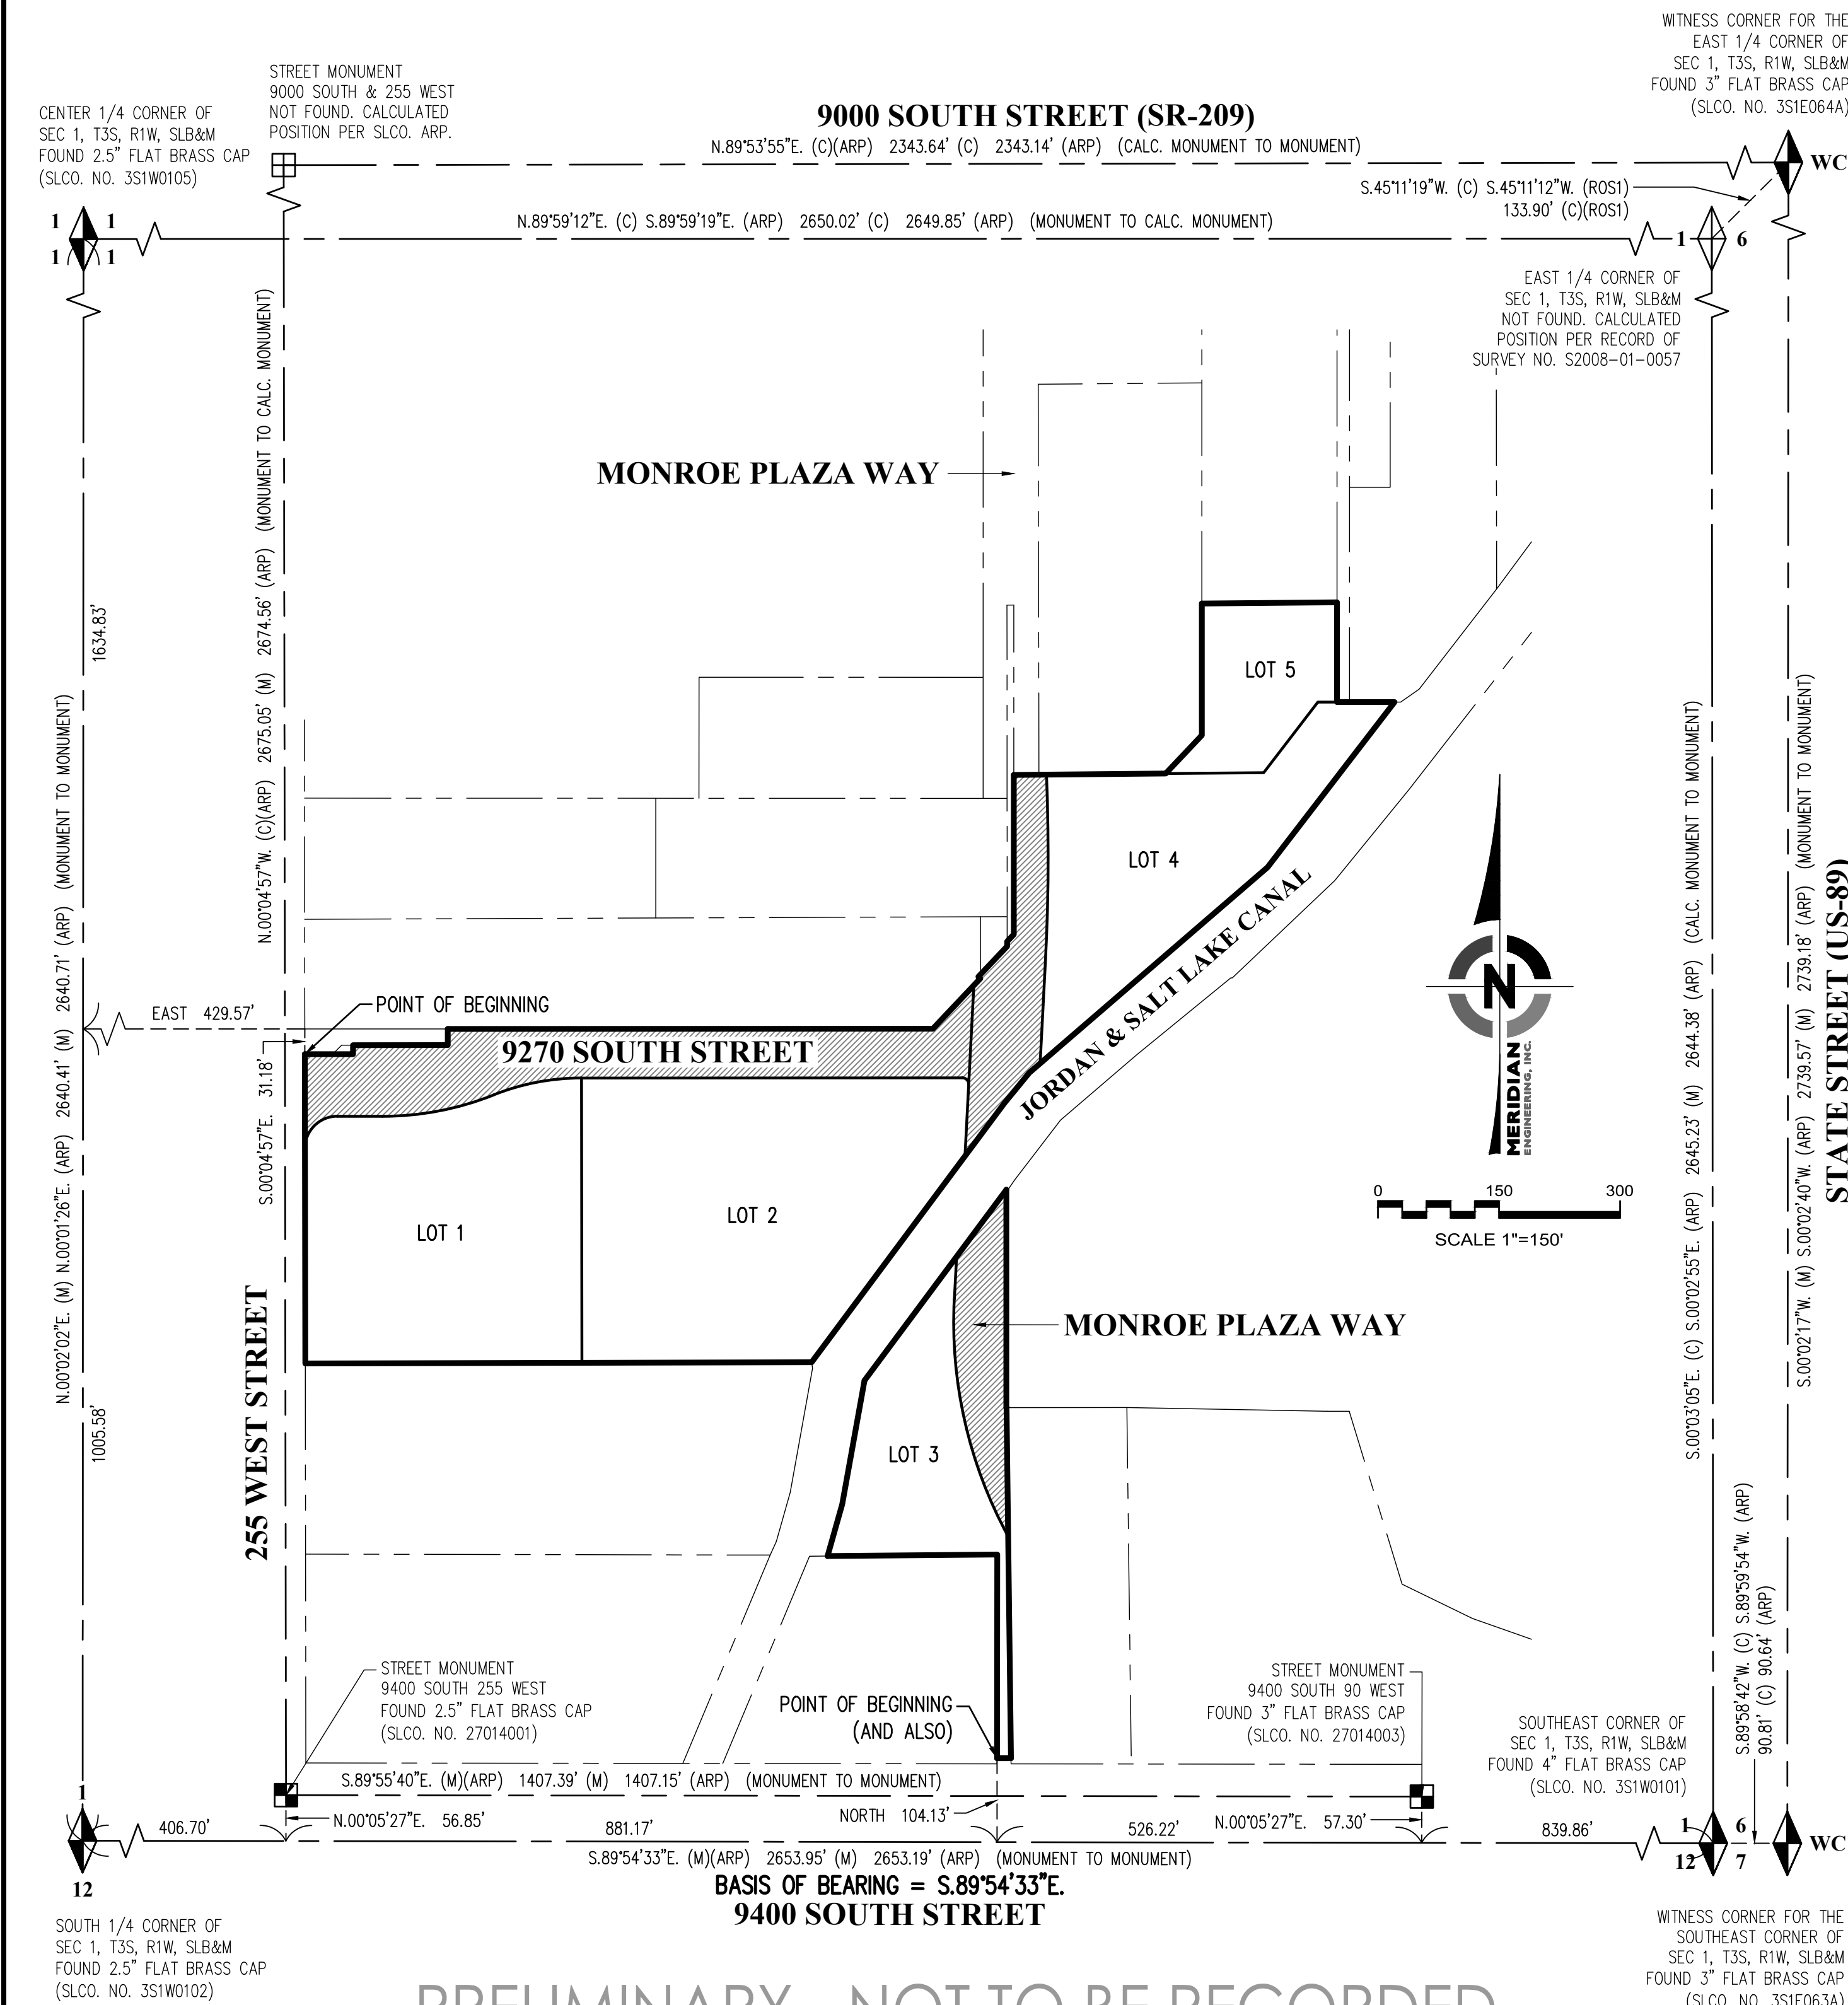 WITNESS CORNER FOR THE
EAST 1/4 CORNER OF
SEC 1, T3S, R1W, SLB&M
FOUND 3" FLAT BRASS CAP
(SLCO. NO. 3S1E064A)
STREET MONUMENT
9000 SOUTH & 255 WEST
NOT FOUND. CALCULATED
POSITION PER SLCO. ARP.
CENTER 1/4 CORNER OF
SEC 1, T3S, R1W, SLB&M
FOUND 2.5" FLAT BRASS CAP
(SLCO. NO. 3S1W0105)
9000 SOUTH STREET (SR-209)
N.89°53'55"E. (C)(ARP) 2343.64' (C) 2343.14' (ARP) (CALC. MONUMENT TO MONUMENT)
WC
S.45°11'19"W. (C) S.45°11'12"W. (ROS1)
133.90' (C)(ROS1)
1 1
1 1
N.89°59'12"E. (C) S.89°59'19"E. (ARP) 2650.02' (C) 2649.85' (ARP) (MONUMENT TO CALC. MONUMENT)
1 6
EAST 1/4 CORNER OF
SEC 1, T3S, R1W, SLB&M
NOT FOUND. CALCULATED
POSITION PER RECORD OF
SURVEY NO. S2008-01-0057
N.00°02'02"E. (M) N.00°01'26"E. (ARP) 2640.41' (M) 2640.71' (ARP) (MONUMENT TO MONUMENT)
1634.83'
1005.58'
N.00°04'57"W. (C)(ARP) 2675.05' (M) 2674.56' (ARP) (MONUMENT TO CALC. MONUMENT)
MONROE PLAZA WAY
LOT 5
LOT 4
JORDAN & SALT LAKE CANAL
EAST 429.57'
POINT OF BEGINNING
S.00°04'57"E. 31.18'
9270 SOUTH STREET
LOT 1
LOT 2
255 WEST STREET
N
MERIDIAN
ENGINEERING, INC.
0 150 300
SCALE 1"=150'
MONROE PLAZA WAY
LOT 3
S.00°03'05"E. (C) S.00°02'55"E. (ARP) 2645.23' (M) 2644.38' (ARP) (CALC. MONUMENT TO MONUMENT)
S.00°02'17"W. (M) S.00°02'40"W. (ARP) 2739.57' (M) 2739.18' (ARP) (MONUMENT TO MONUMENT)
STATE STREET (US-89)
S.89°58'42"W. (C) S.89°59'54"W. (ARP)
90.81' (C) 90.64' (ARP)
STREET MONUMENT
9400 SOUTH 255 WEST
FOUND 2.5" FLAT BRASS CAP
(SLCO. NO. 27014001)
POINT OF BEGINNING
(AND ALSO)
STREET MONUMENT
9400 SOUTH 90 WEST
FOUND 3" FLAT BRASS CAP
(SLCO. NO. 27014003)
SOUTHEAST CORNER OF
SEC 1, T3S, R1W, SLB&M
FOUND 4" FLAT BRASS CAP
(SLCO. NO. 3S1W0101)
S.89°55'40"E. (M)(ARP) 1407.39' (M) 1407.15' (ARP) (MONUMENT TO MONUMENT)
1
12
406.70'
N.00°05'27"E. 56.85'
881.17'
NORTH 104.13'
526.22'
N.00°05'27"E. 57.30'
839.86'
1 6
12 7
WC
S.89°54'33"E. (M)(ARP) 2653.95' (M) 2653.19' (ARP) (MONUMENT TO MONUMENT)
BASIS OF BEARING = S.89°54'33"E.
9400 SOUTH STREET
SOUTH 1/4 CORNER OF
SEC 1, T3S, R1W, SLB&M
FOUND 2.5" FLAT BRASS CAP
(SLCO. NO. 3S1W0102)
WITNESS CORNER FOR THE
SOUTHEAST CORNER OF
SEC 1, T3S, R1W, SLB&M
FOUND 3" FLAT BRASS CAP
(SLCO. NO. 3S1E063A)
PRELIMINARY - NOT TO BE RECORDED